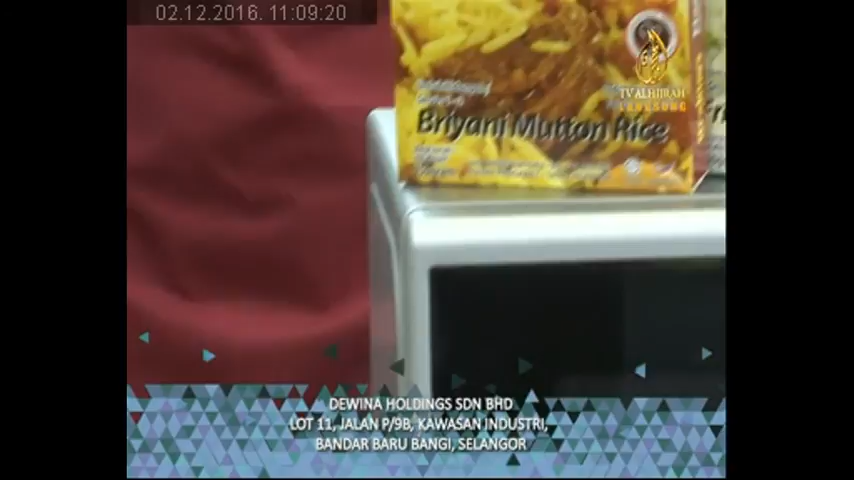 02.12.2016. 11:09:20
TV ALHIJRAH
LANGSUNG
Briyani Mutton Rice
DEWINA HOLDINGS SDN BHD
LOT 11, JALAN P/9B, KAWASAN INDUSTRI,
BANDAR BARU BANGI, SELANGOR